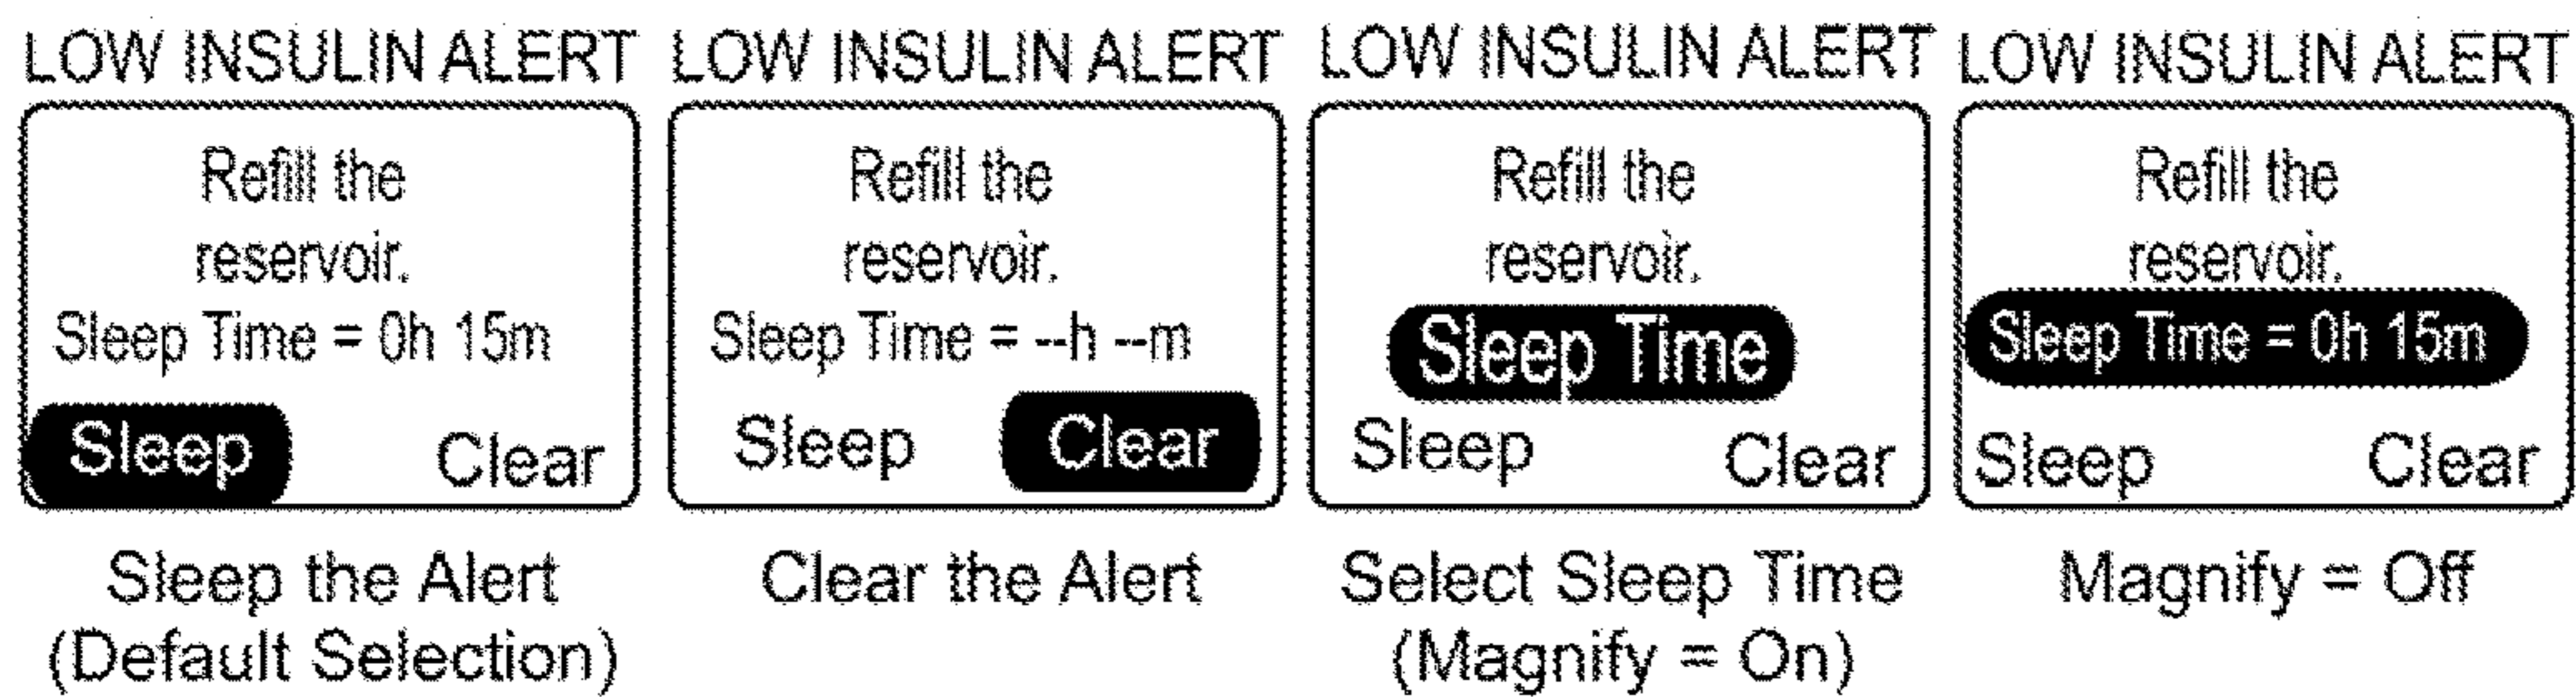 LOW INSULIN ALERT
Refill the
reservoir.
Sleep Time = 0h 15m
Sleep Clear
Sleep the Alert
(Default Selection)
LOW INSULIN ALERT
Refill the
reservoir.
Sleep Time = --h --m
Sleep Clear
Clear the Alert
LOW INSULIN ALERT
Refill the
reservoir.
Sleep Time
Sleep Clear
Select Sleep Time
(Magnify = On)
LOW INSULIN ALERT
Refill the
reservoir.
Sleep Time = 0h 15m
Sleep Clear
Magnify = Off